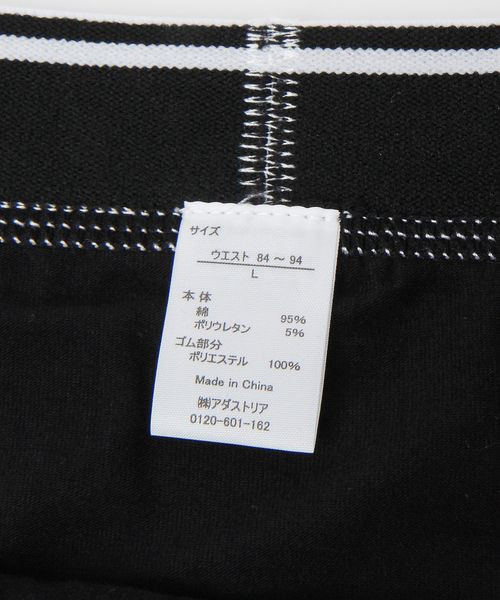 サイズ
ウエスト 84 ～ 94
L
本 体
綿 95%
ポリウレタン 5%
ゴム部分
ポリエステル 100%
Made in China
㈱アダストリア
0120-601-162